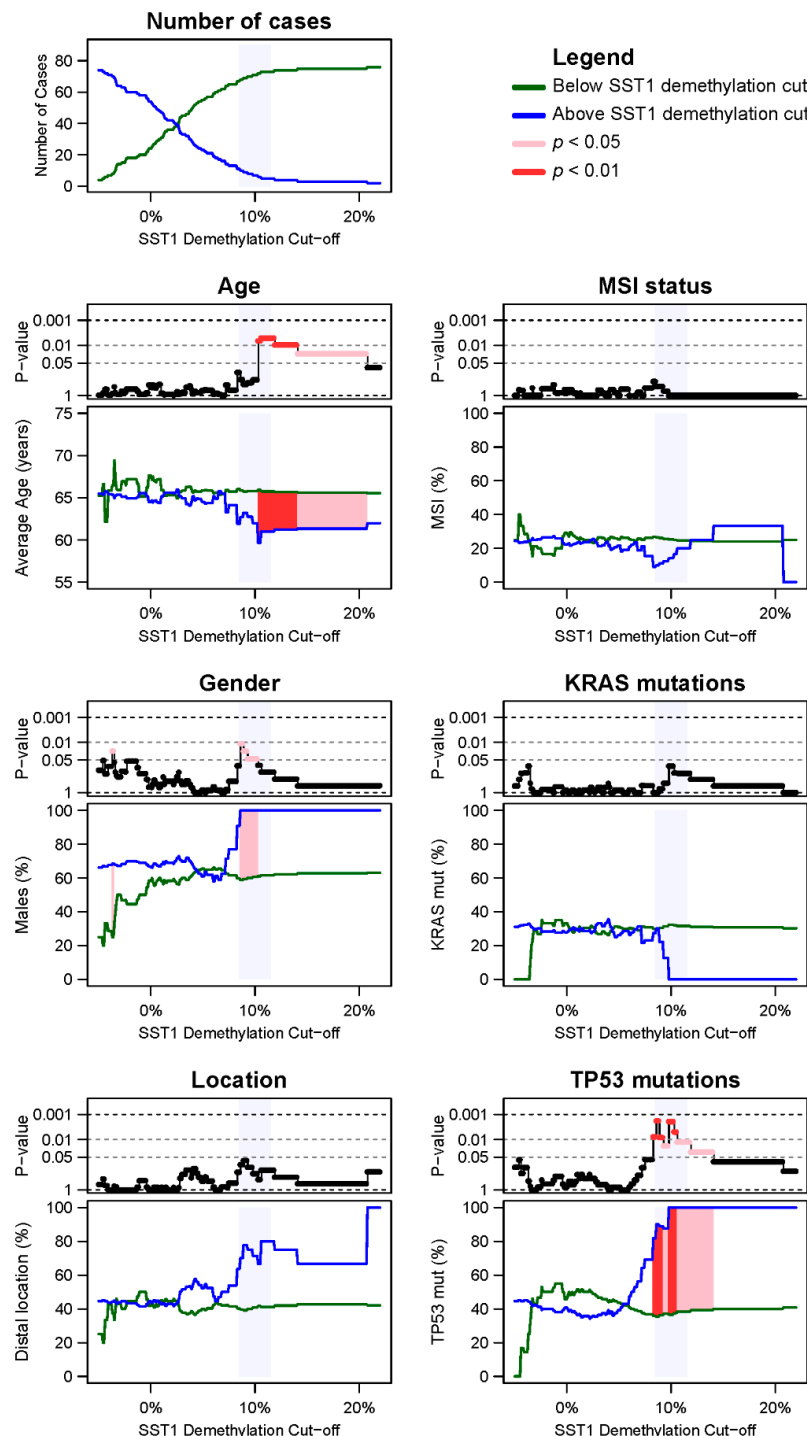 Number of cases
Number of Cases
80
60
40
20
0
0%
10%
20%
SST1 Demethylation Cut-off
Legend
Below SST1 demethylation cut
Above SST1 demethylation cut
p < 0.05
p < 0.01
Age
P-value
0.001
0.01
0.05
1
Average Age (years)
75
70
65
60
55
0%
10%
20%
SST1 Demethylation Cut-off
MSI status
P-value
0.001
0.01
0.05
1
MSI (%)
100
80
60
40
20
0
0%
10%
20%
SST1 Demethylation Cut-off
Gender
P-value
0.001
0.01
0.05
1
Males (%)
100
80
60
40
20
0
0%
10%
20%
SST1 Demethylation Cut-off
KRAS mutations
P-value
0.001
0.01
0.05
1
KRAS mut (%)
100
80
60
40
20
0
0%
10%
20%
SST1 Demethylation Cut-off
Location
P-value
0.001
0.01
0.05
1
Distal location (%)
100
80
60
40
20
0
0%
10%
20%
SST1 Demethylation Cut-off
TP53 mutations
P-value
0.001
0.01
0.05
1
TP53 mut (%)
100
80
60
40
20
0
0%
10%
20%
SST1 Demethylation Cut-off